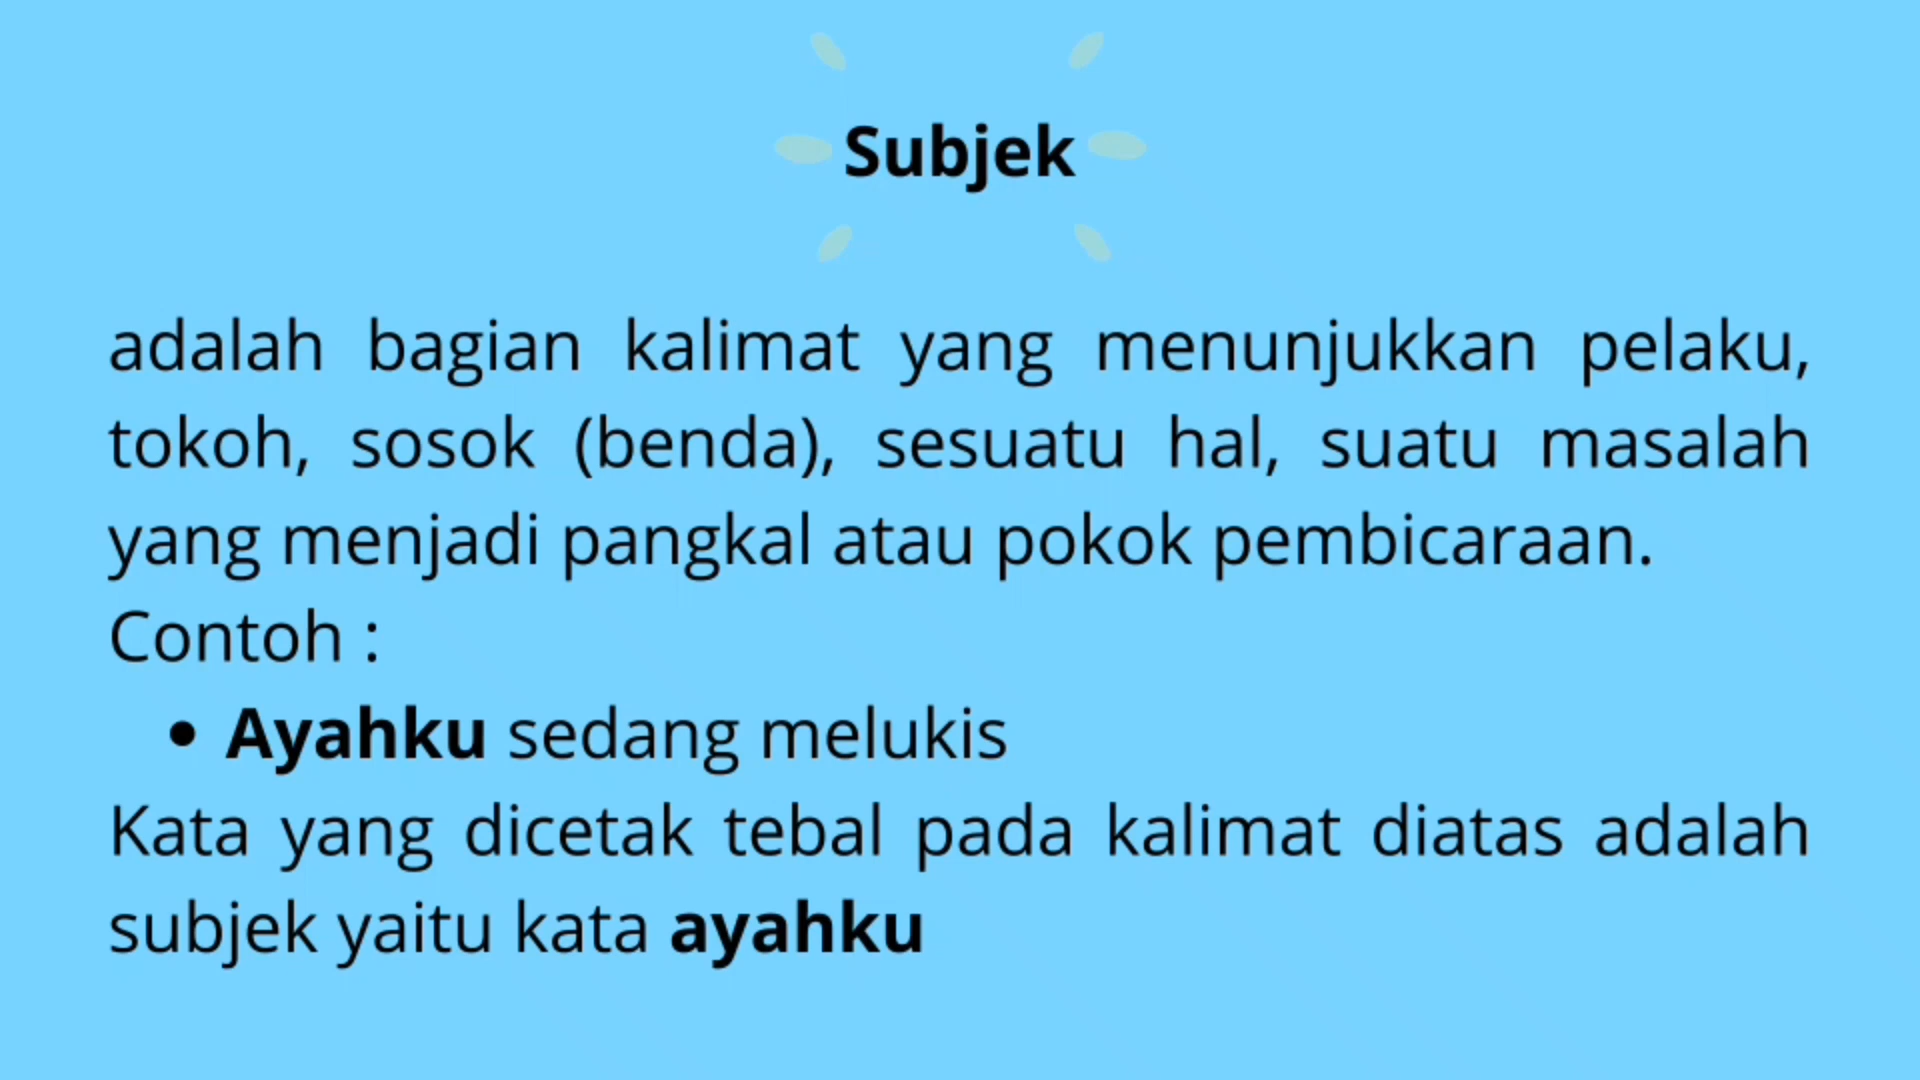 Subjek
adalah bagian kalimat yang menunjukkan pelaku,
tokoh, sosok (benda), sesuatu hal, suatu masalah
yang menjadi pangkal atau pokok pembicaraan.
Contoh :
• Ayahku sedang melukis
Kata yang dicetak tebal pada kalimat diatas adalah
subjek yaitu kata ayahku